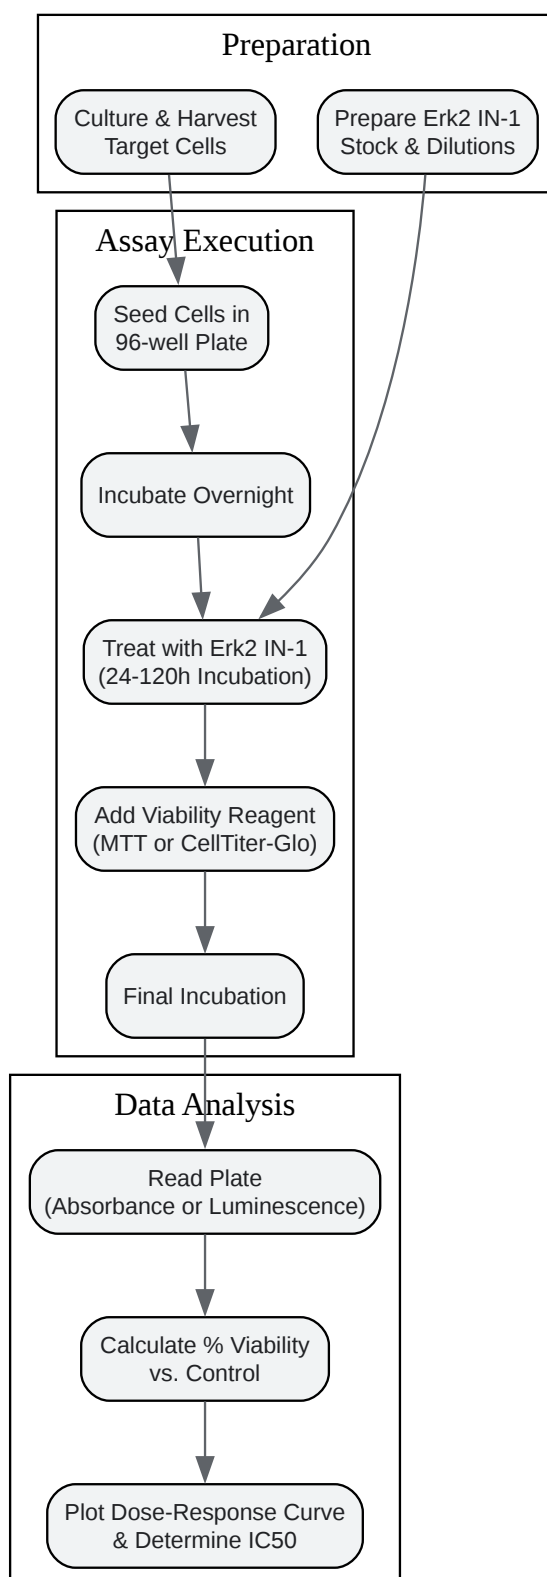 Preparation
Culture & Harvest
Target Cells
Prepare Erk2 IN-1
Stock & Dilutions
Assay Execution
Seed Cells in
96-well Plate
Incubate Overnight
Treat with Erk2 IN-1
(24-120h Incubation)
Add Viability Reagent
(MTT or CellTiter-Glo)
Final Incubation
Data Analysis
Read Plate
(Absorbance or Luminescence)
Calculate % Viability
vs. Control
Plot Dose-Response Curve
& Determine IC50